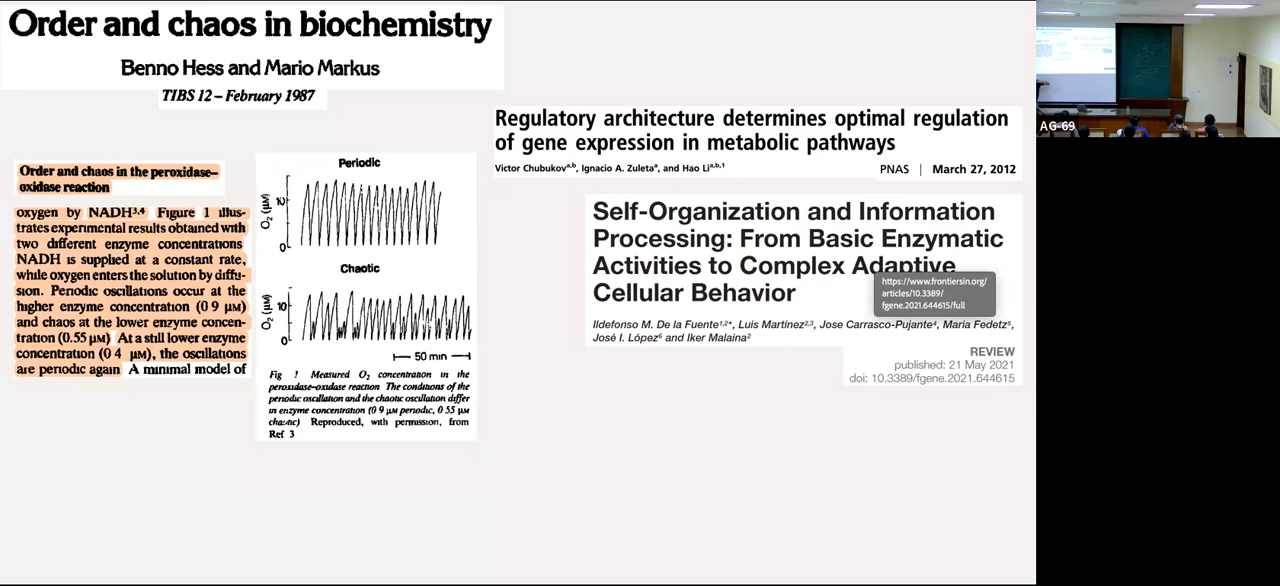 Order and chaos in biochemistry
Benno Hess and Mario Markus
TIBS 12 – February 1987
Order and chaos in the peroxidase–
oxidase reaction
oxygen by NADH3,4 Figure 1 illus-
trates experimental results obtained with
two different enzyme concentrations
NADH is supplied at a constant rate,
while oxygen enters the solution by diffu-
sion. Periodic oscillations occur at the
higher enzyme concentration (0 9 μM)
and chaos at the lower enzyme concen-
tration (0.55 μM) At a still lower enzyme
concentration (0 4 μM), the oscillations
are periodic again A minimal model of
Periodic
O2 (μM)
10
0
Chaotic
O2 (μM)
10
0
50 min
Fig 1 Measured O2 concentration in the
peroxidase–oxidase reaction The conditions of the
periodic oscillation and the chaotic oscillation differ
in enzyme concentration (0 9 μM periodic, 0 55 μM
chaotic) Reproduced, with permission, from
Ref 3
Regulatory architecture determines optimal regulation
of gene expression in metabolic pathways
Victor Chubukova,b, Ignacio A. Zuletaa, and Hao Lia,b,1
PNAS | March 27, 2012
Self-Organization and Information
Processing: From Basic Enzymatic
Activities to Complex Adaptive
Cellular Behavior
https://www.frontiersin.org/
articles/10.3389/
fgene.2021.644615/full
Ildefonso M. De la Fuente1,2*, Luis Martínez2,3, Jose Carrasco-Pujante4, Maria Fedetz5,
José I. López6 and Iker Malaina2
REVIEW
published: 21 May 2021
doi: 10.3389/fgene.2021.644615
AG-69